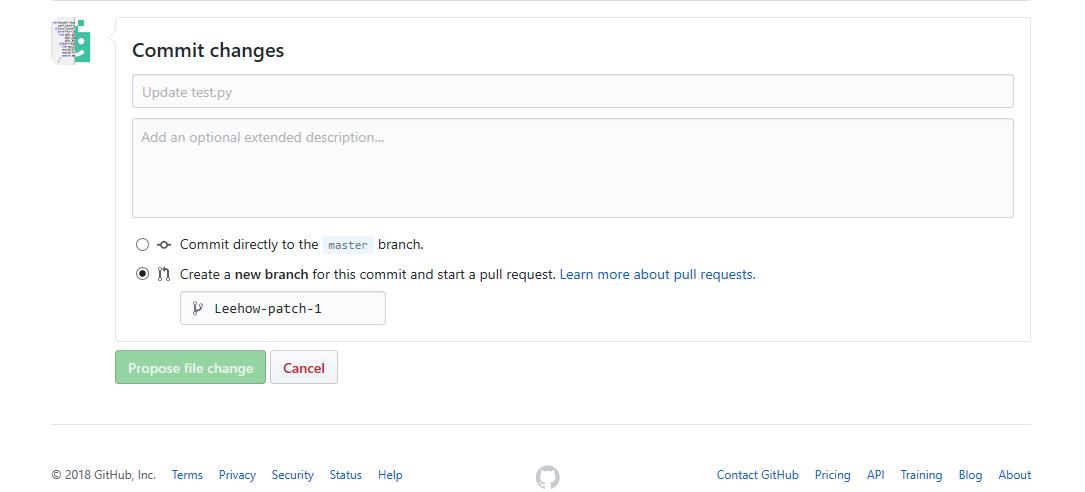 Commit changes
Update test.py
Add an optional extended description...
Commit directly to the master branch.
Create a new branch for this commit and start a pull request. Learn more about pull requests.
Leehow-patch-1
Propose file change Cancel
© 2018 GitHub, Inc. Terms Privacy Security Status Help Contact GitHub Pricing API Training Blog About